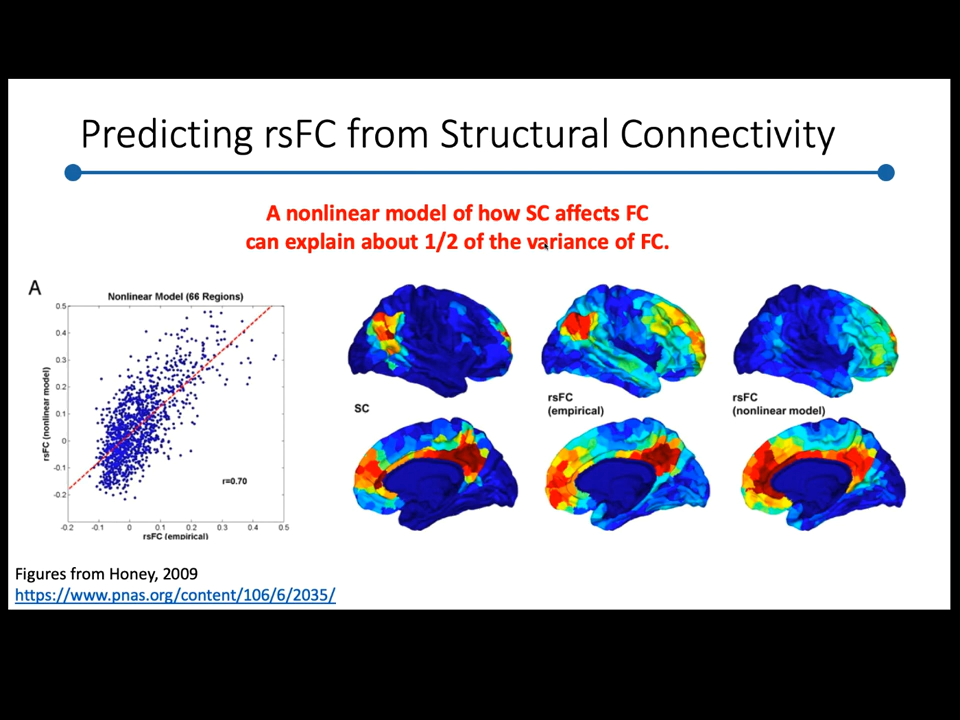 Predicting rsFC from Structural Connectivity
A nonlinear model of how SC affects FC
can explain about 1/2 of the variance of FC.
A
Nonlinear Model (66 Regions)
rsFC (nonlinear model)
0.5
0.4
0.3
0.2
0.1
0
-0.1
-0.2
r=0.70
-0.2 -0.1 0 0.1 0.2 0.3 0.4 0.5
rsFC (empirical)
SC
rsFC
(empirical)
rsFC
(nonlinear model)
Figures from Honey, 2009
https://www.pnas.org/content/106/6/2035/